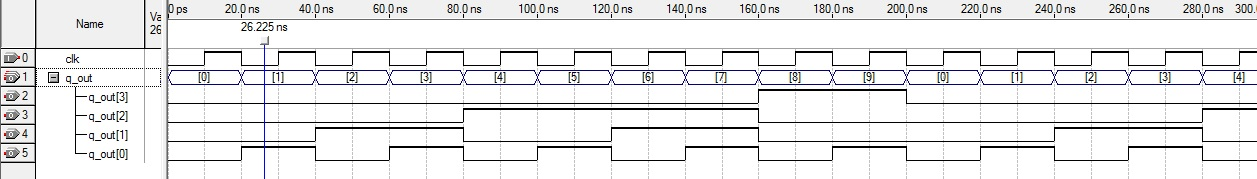 Name
Va
26
0 ps 20.0 ns 40.0 ns 60.0 ns 80.0 ns 100.0 ns 120.0 ns 140.0 ns 160.0 ns 180.0 ns 200.0 ns 220.0 ns 240.0 ns 260.0 ns 280.0 ns 300.
26.225 ns
0 clk
1 q_out [0] [1] [2] [3] [4] [5] [6] [7] [8] [9] [0] [1] [2] [3] [4]
2 q_out[3]
3 q_out[2]
4 q_out[1]
5 q_out[0]